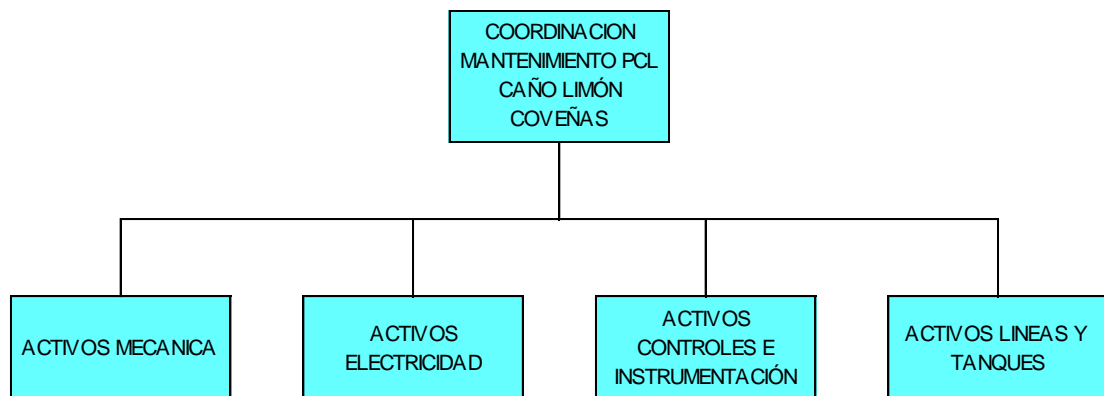 COORDINACION
MANTENIMIENTO PCL
CAÑO LIMÓN
COVEÑAS
ACTIVOS MECANICA
ACTIVOS
ELECTRICIDAD
ACTIVOS
CONTROLES E
INSTRUMENTACIÓN
ACTIVOS LINEAS Y
TANQUES